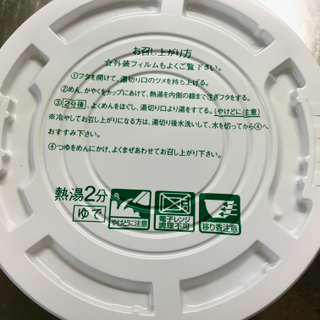 お召し上がり方
☆外装フィルムもよくご覧下さい。
①フタを開けて、湯切り口のツメを持ち上げる。
②めん、かやくをカップにあけて、熱湯を内側の線まで注ぎフタをする。
③2分後、よくめんをほぐし、湯切り口より湯をすてる。(やけどに注意)
※冷やしてお召し上がりになる方は、湯切り後水洗いして、水を切ってから④へ
おすすみ下さい。
④つゆをめんにかけ、よくまぜあわせてお召し上がり下さい。
熱湯2分
ゆで
やけどに注意
電子レンジ
調理不可
移り香注意